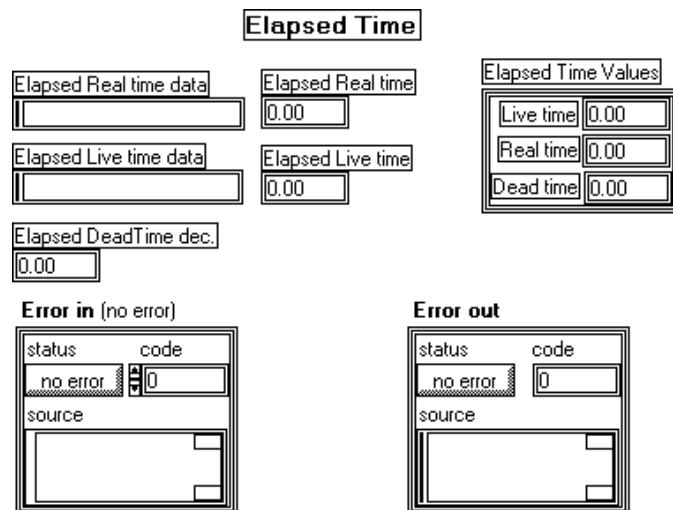 Elapsed Time
Elapsed Real time data
Elapsed Real time
0.00
Elapsed Live time data
Elapsed Live time
0.00
Elapsed DeadTime dec.
0.00
Elapsed Time Values
Live time 0.00
Real time 0.00
Dead time 0.00
Error in (no error)
status code
no error 0
source
Error out
status code
no error 0
source